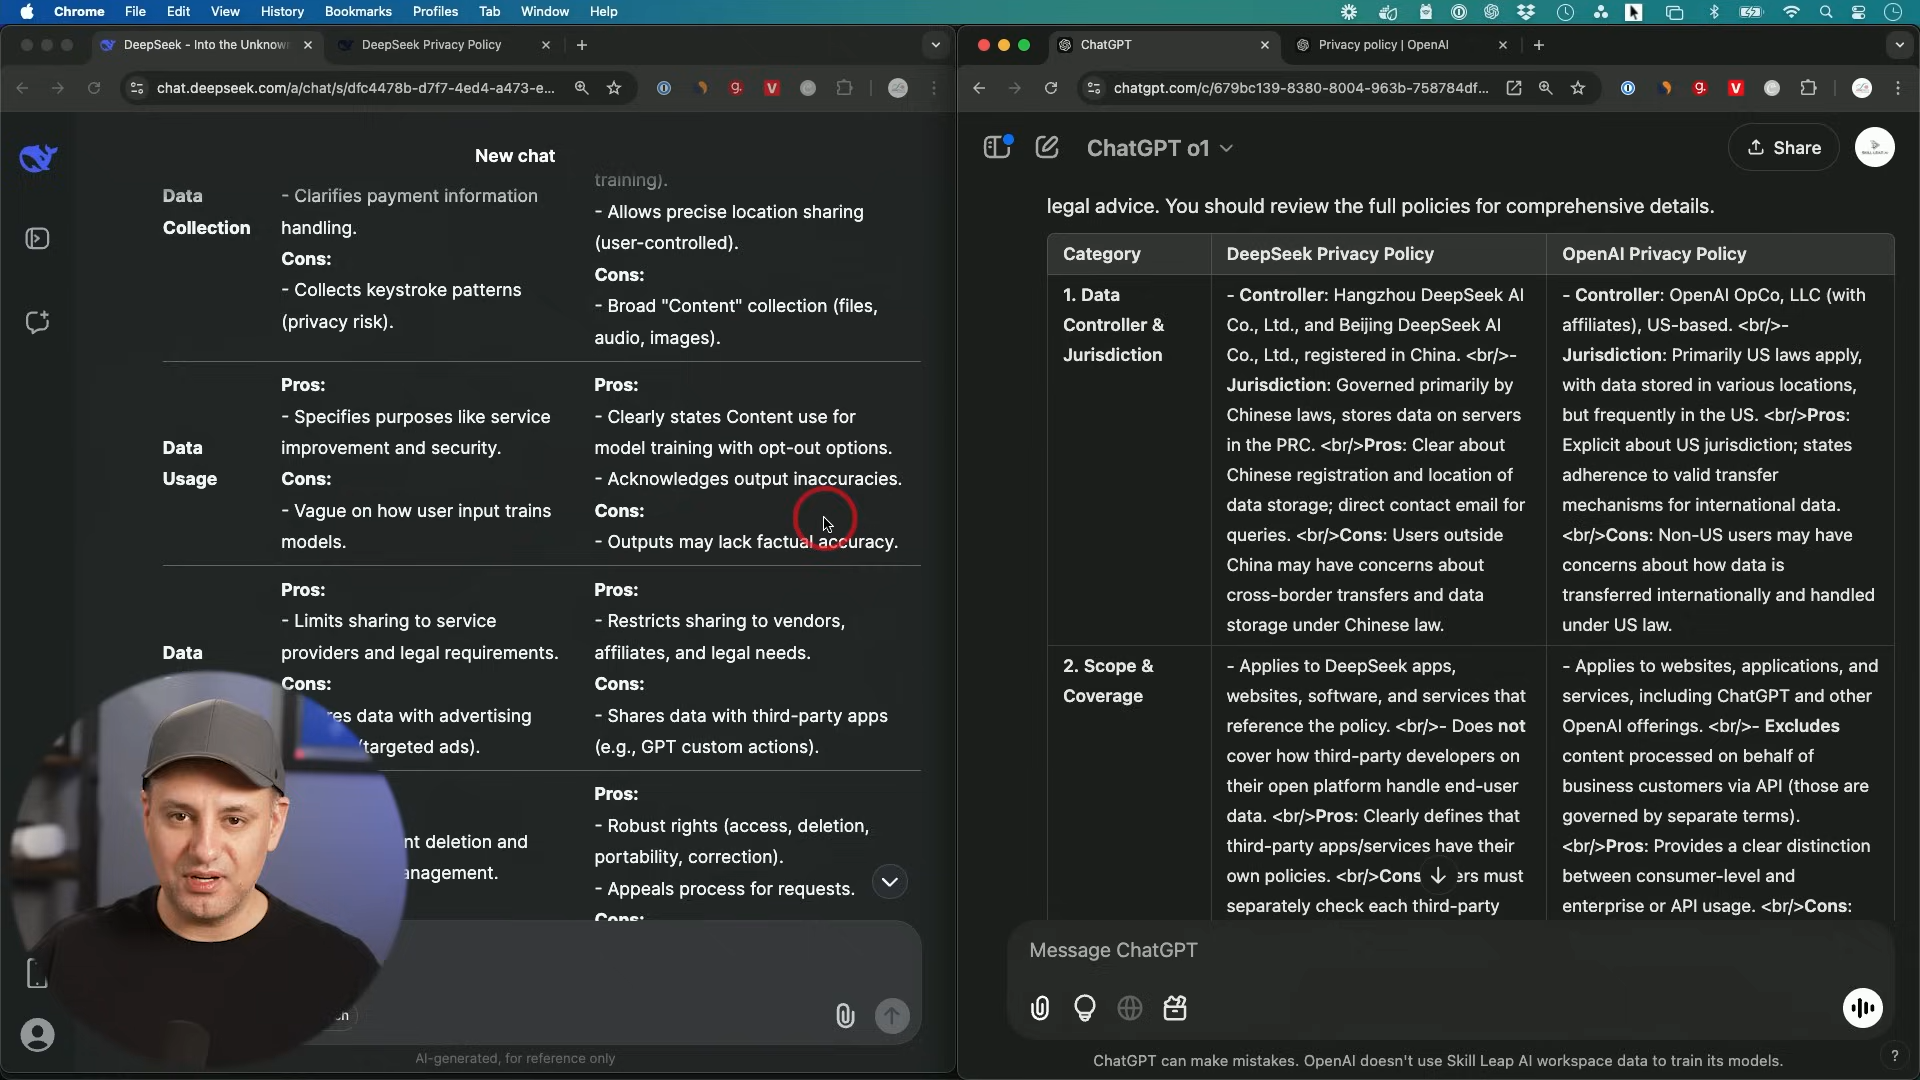 Chrome File Edit View History Bookmarks Profiles Tab Window Help
DeepSeek - Into the Unknown
DeepSeek Privacy Policy
chat.deepseek.com/a/chat/s/dfc4478b-d7f7-4ed4-a473-e...
New chat
Data
Collection
- Clarifies payment information
handling.
Cons:
- Collects keystroke patterns
(privacy risk).
training).
- Allows precise location sharing
(user-controlled).
Cons:
- Broad "Content" collection (files,
audio, images).
Data
Usage
Pros:
- Specifies purposes like service
improvement and security.
Cons:
- Vague on how user input trains
models.
Pros:
- Clearly states Content use for
model training with opt-out options.
- Acknowledges output inaccuracies.
Cons:
- Outputs may lack factual accuracy.
Data
Pros:
- Limits sharing to service
providers and legal requirements.
Cons:
data with advertising
targeted ads).
Pros:
- Restricts sharing to vendors,
affiliates, and legal needs.
Cons:
- Shares data with third-party apps
(e.g., GPT custom actions).
deletion and
Pros:
- Robust rights (access, deletion,
portability, correction).
- Appeals process for requests.
Cons:
AI-generated, for reference only
ChatGPT
Privacy policy | OpenAI
chatgpt.com/c/679bc139-8380-8004-963b-758784df...
ChatGPT o1
Share
legal advice. You should review the full policies for comprehensive details.
Category
DeepSeek Privacy Policy
OpenAI Privacy Policy
1. Data
Controller &
Jurisdiction
- Controller: Hangzhou DeepSeek AI
Co., Ltd., and Beijing DeepSeek AI
Co., Ltd., registered in China. <br/>-
Jurisdiction: Governed primarily by
Chinese laws, stores data on servers
in the PRC. <br/>Pros: Clear about
Chinese registration and location of
data storage; direct contact email for
queries. <br/>Cons: Users outside
China may have concerns about
cross-border transfers and data
storage under Chinese law.
- Controller: OpenAI OpCo, LLC (with
affiliates), US-based. <br/>-
Jurisdiction: Primarily US laws apply,
with data stored in various locations,
but frequently in the US. <br/>Pros:
Explicit about US jurisdiction; states
adherence to valid transfer
mechanisms for international data.
<br/>Cons: Non-US users may have
concerns about how data is
transferred internationally and handled
under US law.
2. Scope &
Coverage
- Applies to DeepSeek apps,
websites, software, and services that
reference the policy. <br/>- Does not
cover how third-party developers on
their open platform handle end-user
data. <br/>Pros: Clearly defines that
third-party apps/services have their
own policies. <br/>Cons must
separately check each third-party
- Applies to websites, applications, and
services, including ChatGPT and other
OpenAI offerings. <br/>- Excludes
content processed on behalf of
business customers via API (those are
governed by separate terms).
<br/>Pros: Provides a clear distinction
between consumer-level and
enterprise or API usage. <br/>Cons:
Message ChatGPT
ChatGPT can make mistakes. OpenAI doesn't use Skill Leap AI workspace data to train its models.
?